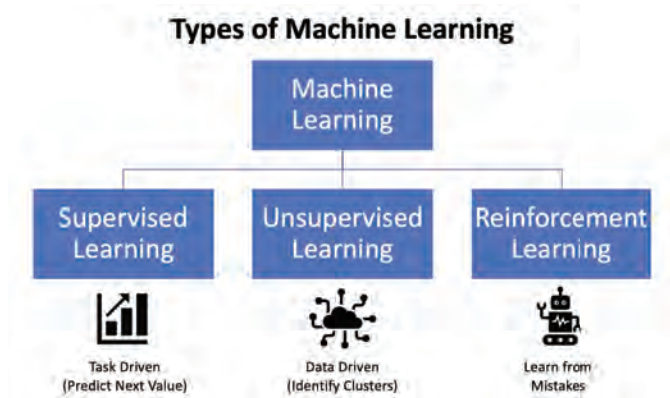 Types of Machine Learning
Machine
Learning
Supervised
Learning
Unsupervised
Learning
Reinforcement
Learning
Task Driven
(Predict Next Value)
Data Driven
(Identify Clusters)
Learn from
Mistakes